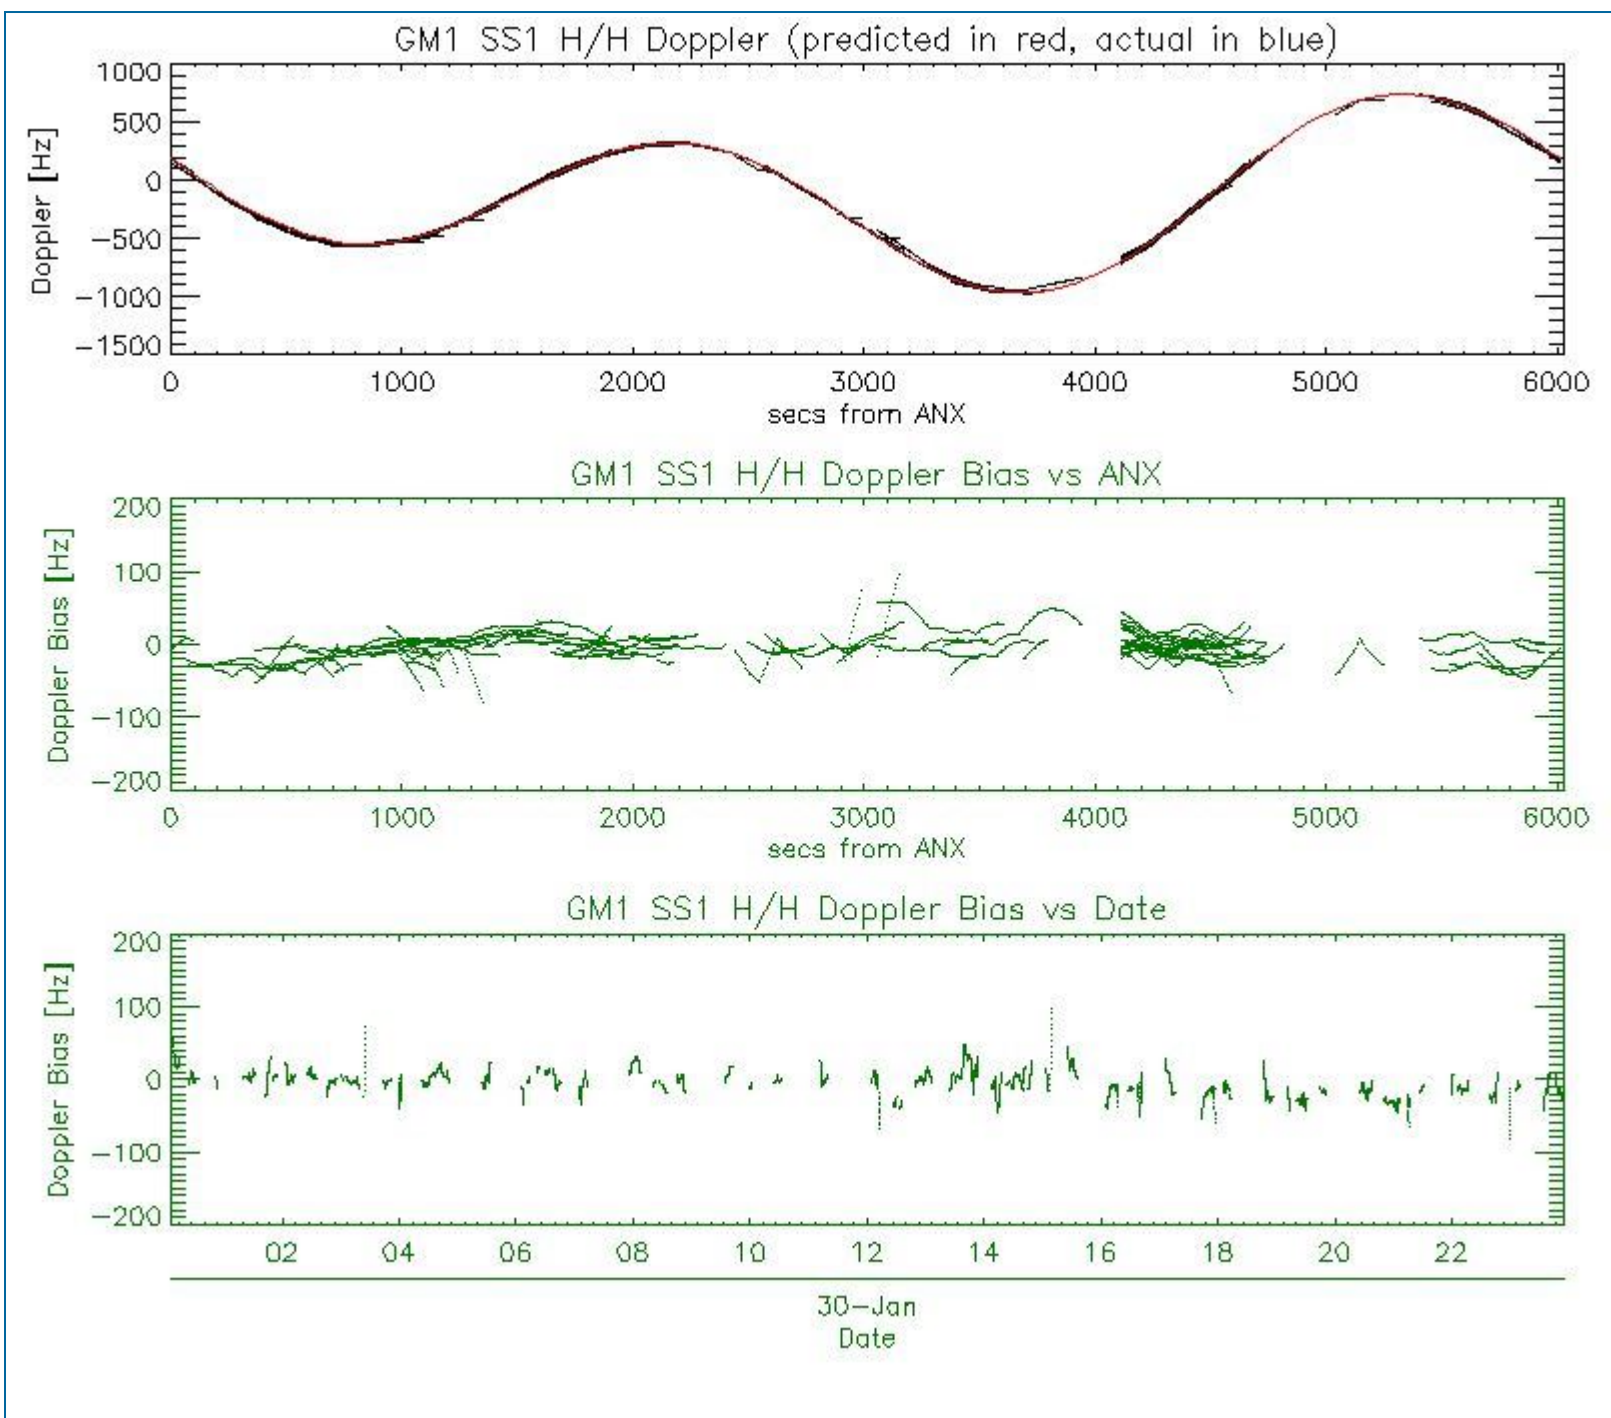 GM1 SS1 H/H Doppler (predicted in red, actual in blue)
Doppler [Hz]
1000
500
0
−500
−1000
−1500
0 1000 2000 3000 4000 5000 6000
secs from ANX
GM1 SS1 H/H Doppler Bias vs ANX
Doppler Bias [Hz]
200
100
0
−100
−200
0 1000 2000 3000 4000 5000 6000
secs from ANX
GM1 SS1 H/H Doppler Bias vs Date
Doppler Bias [Hz]
200
100
0
−100
−200
02 04 06 08 10 12 14 16 18 20 22
30−Jan
Date